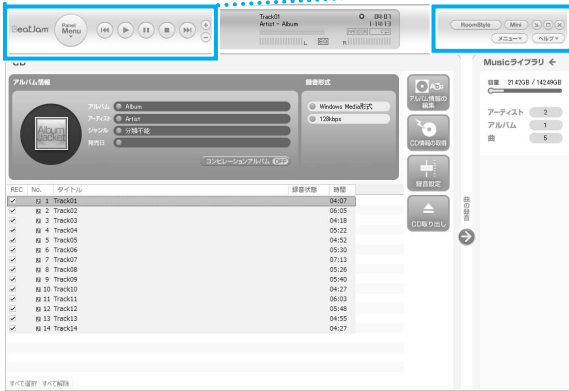 BeatJam
Panel
Menu
Track01
Artist - Album
L
EQ
R
RoomStyle
Mini
メニュー
ヘルプ
CD
Musicライブラリ
アルバム情報
録音形式
アルバム Album
アーティスト Artist
ジャンル 分類不能
発売日
コンピレーションアルバム OFF
Album
Jacket
Windows Media形式
128kbps
アルバム情報の
編集
CD情報の取得
録音設定
CD取り出し
容量 21.42GB / 142.49GB
アーティスト 2
アルバム 1
曲 5
曲の録音
REC No. タイトル 録音状態 時間
1 Track01 04:07
2 Track02 06:05
3 Track03 04:18
4 Track04 05:22
5 Track05 04:52
6 Track06 05:30
7 Track07 07:13
8 Track08 05:26
9 Track09 05:40
10 Track10 04:27
11 Track11 06:03
12 Track12 05:48
13 Track13 04:55
14 Track14 04:27
すべて選択 すべて解除